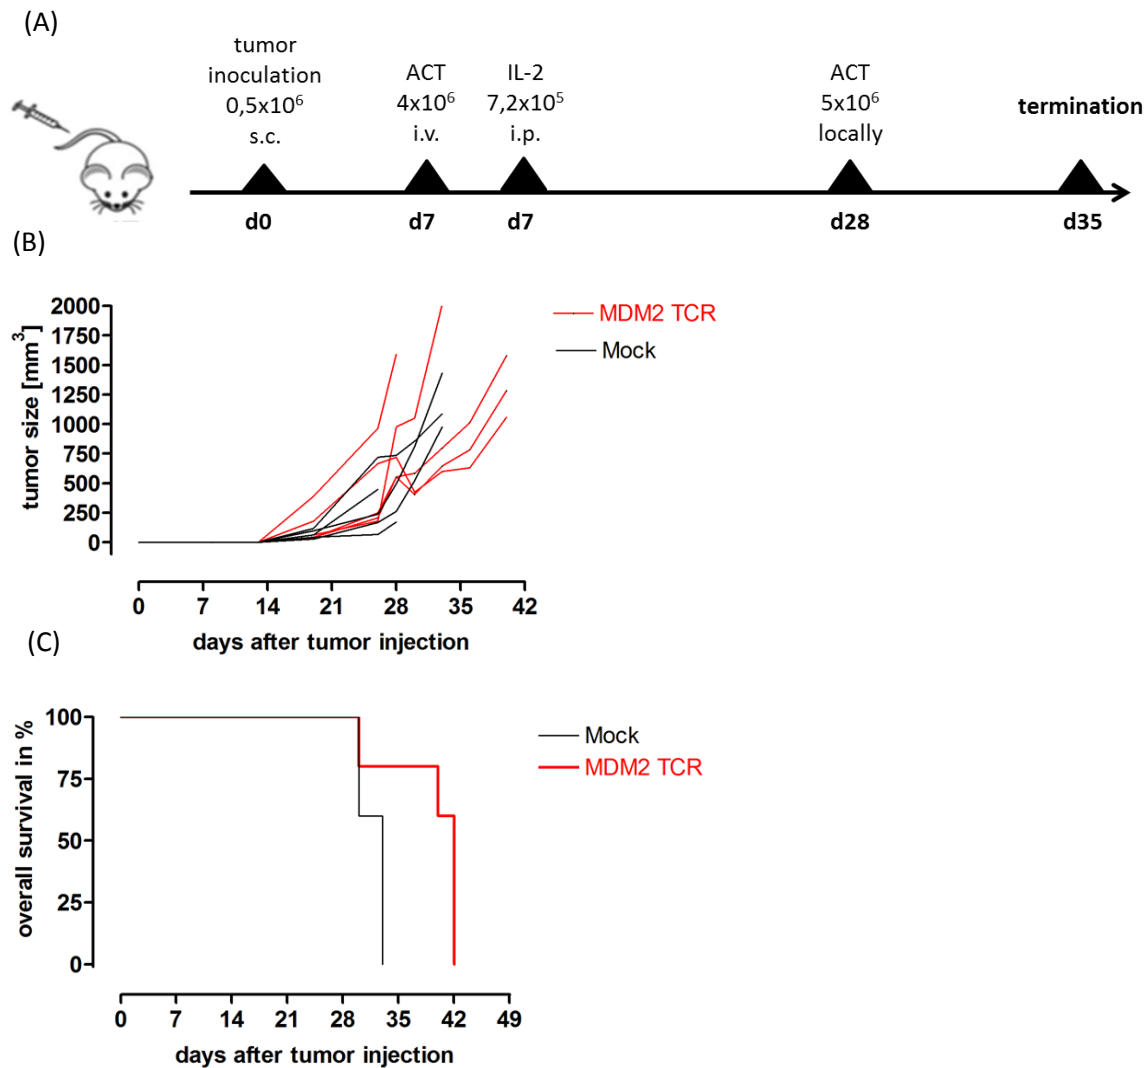 (A)
tumor
inoculation
0,5x10⁶
s.c.
ACT
4x10⁶
i.v.
IL-2
7,2x10⁵
i.p.
ACT
5x10⁶
locally
termination
d0
d7
d7
d28
d35
(B)
tumor size [mm³]
2000
1750
1500
1250
1000
750
500
250
0
MDM2 TCR
Mock
0 7 14 21 28 35 42
days after tumor injection
(C)
overall survival in %
100
75
50
25
0
Mock
MDM2 TCR
0 7 14 21 28 35 42 49
days after tumor injection